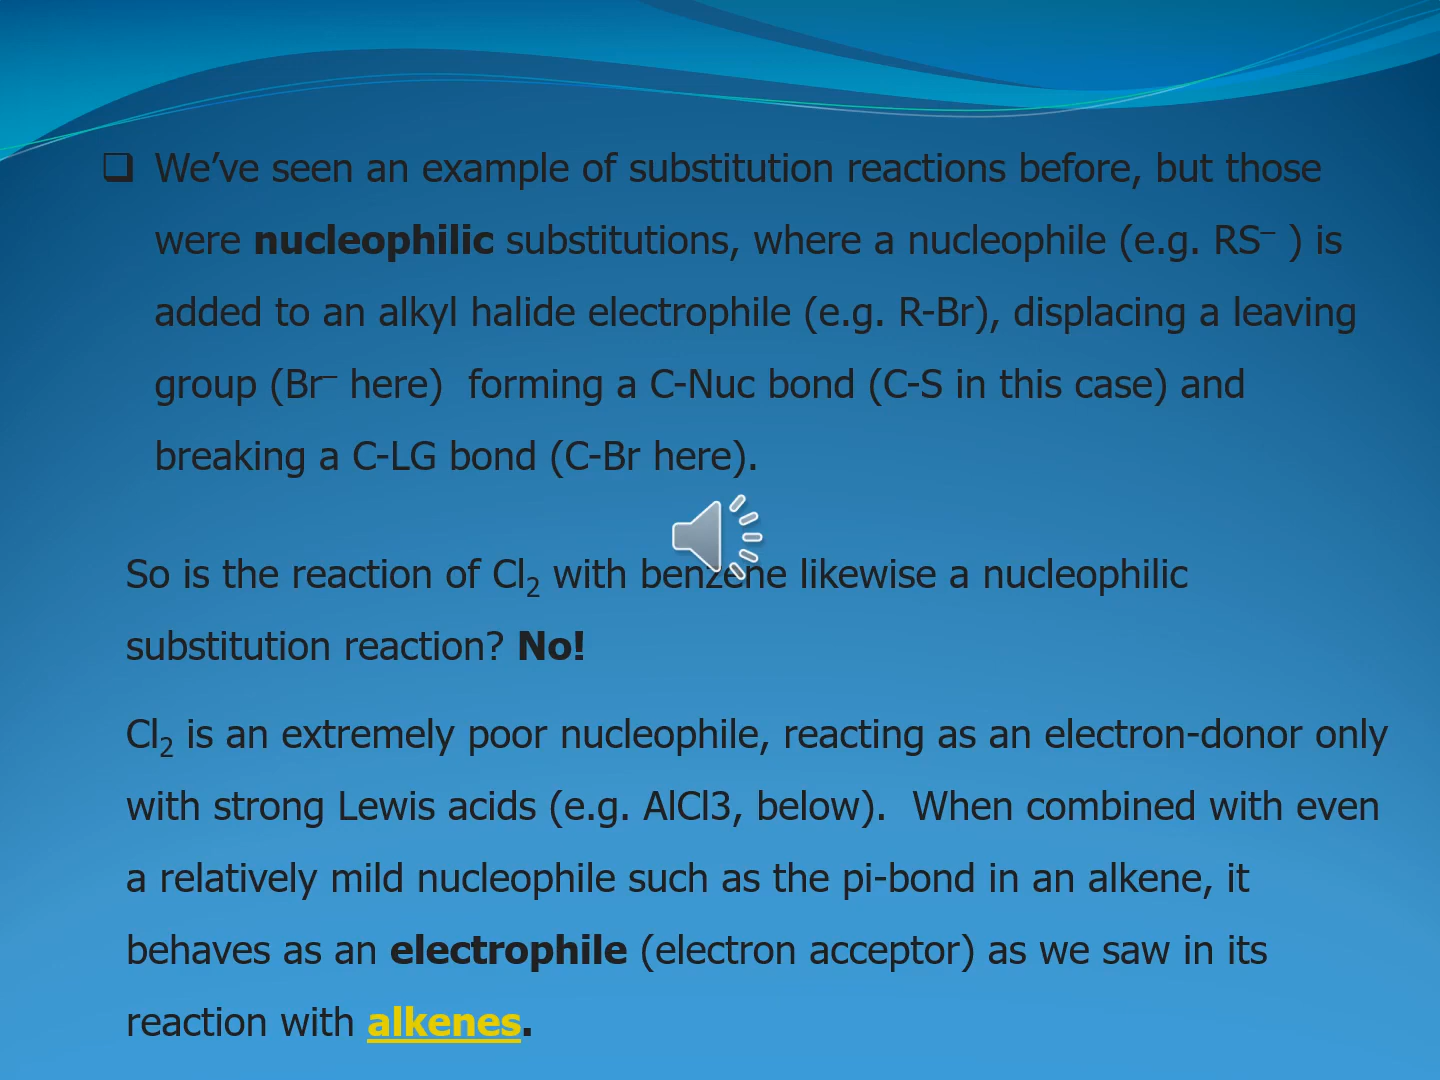 ❑ We’ve seen an example of substitution reactions before, but those
were nucleophilic substitutions, where a nucleophile (e.g. RS⁻ ) is
added to an alkyl halide electrophile (e.g. R-Br), displacing a leaving
group (Br⁻ here)  forming a C-Nuc bond (C-S in this case) and
breaking a C-LG bond (C-Br here).
So is the reaction of Cl₂ with benzene likewise a nucleophilic
substitution reaction? No!
Cl₂ is an extremely poor nucleophile, reacting as an electron-donor only
with strong Lewis acids (e.g. AlCl3, below).  When combined with even
a relatively mild nucleophile such as the pi-bond in an alkene, it
behaves as an electrophile (electron acceptor) as we saw in its
reaction with alkenes.